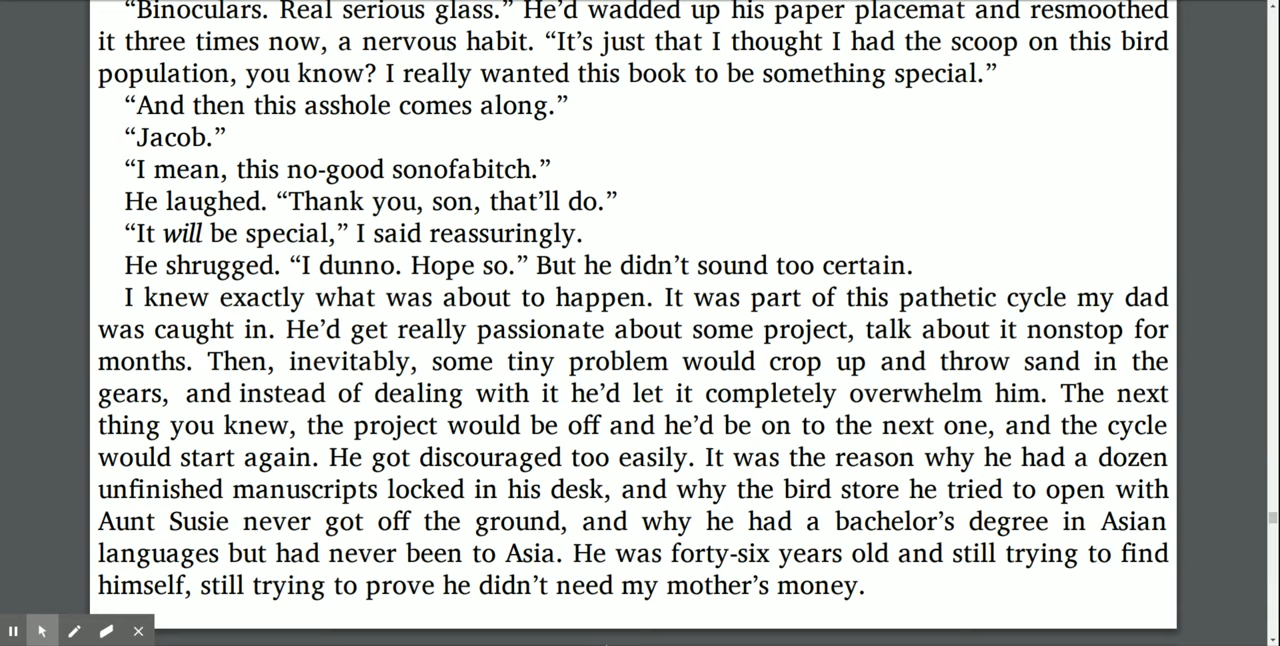 “Binoculars. Real serious glass.” He’d wadded up his paper placemat and resmoothed
it three times now, a nervous habit. “It’s just that I thought I had the scoop on this bird
population, you know? I really wanted this book to be something special.”
“And then this asshole comes along.”
“Jacob.”
“I mean, this no-good sonofabitch.”
He laughed. “Thank you, son, that’ll do.”
“It will be special,” I said reassuringly.
He shrugged. “I dunno. Hope so.” But he didn’t sound too certain.
I knew exactly what was about to happen. It was part of this pathetic cycle my dad
was caught in. He’d get really passionate about some project, talk about it nonstop for
months. Then, inevitably, some tiny problem would crop up and throw sand in the
gears, and instead of dealing with it he’d let it completely overwhelm him. The next
thing you knew, the project would be off and he’d be on to the next one, and the cycle
would start again. He got discouraged too easily. It was the reason why he had a dozen
unfinished manuscripts locked in his desk, and why the bird store he tried to open with
Aunt Susie never got off the ground, and why he had a bachelor’s degree in Asian
languages but had never been to Asia. He was forty-six years old and still trying to find
himself, still trying to prove he didn’t need my mother’s money.